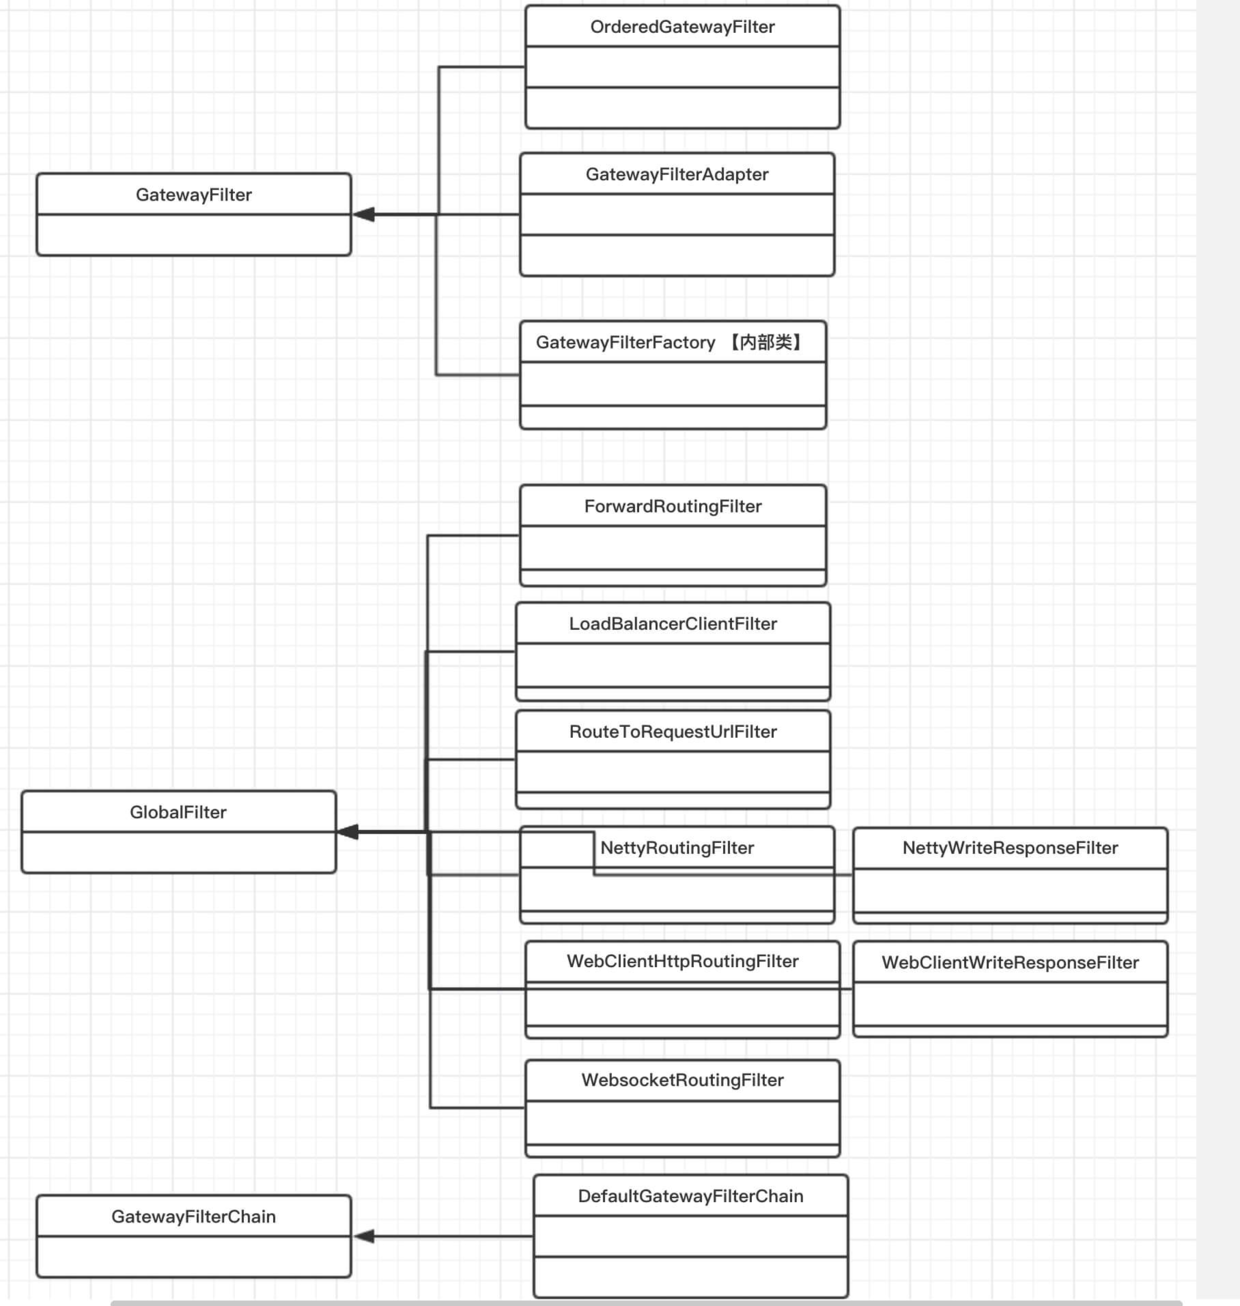 OrderedGatewayFilter
GatewayFilterAdapter
GatewayFilter
GatewayFilterFactory 【内部类】
ForwardRoutingFilter
LoadBalancerClientFilter
RouteToRequestUrlFilter
GlobalFilter
NettyRoutingFilter
NettyWriteResponseFilter
WebClientHttpRoutingFilter
WebClientWriteResponseFilter
WebsocketRoutingFilter
DefaultGatewayFilterChain
GatewayFilterChain